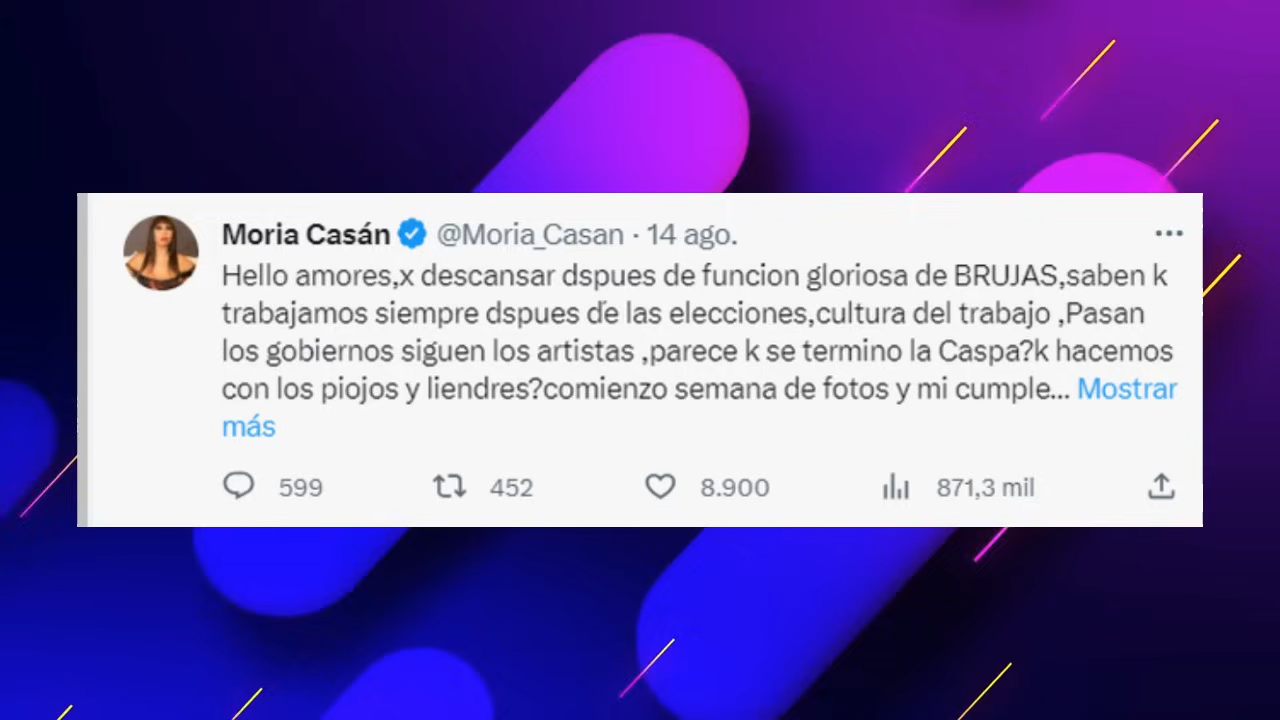 Moria Casán @Moria_Casan · 14 ago.
Hello amores,x descansar dspues de funcion gloriosa de BRUJAS,saben k
trabajamos siempre dspues de las elecciones,cultura del trabajo ,Pasan
los gobiernos siguen los artistas ,parece k se termino la Caspa?k hacemos
con los piojos y liendres?comienzo semana de fotos y mi cumple... Mostrar
más
599 452 8.900 871,3 mil